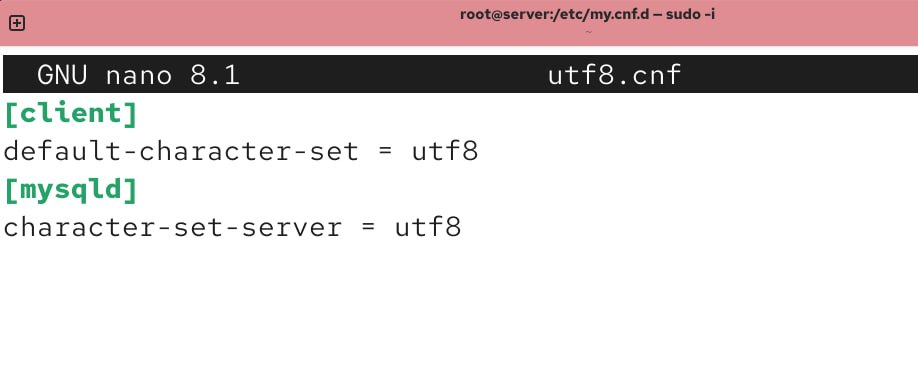 root@server:/etc/my.cnf.d — sudo -i
~
GNU nano 8.1 utf8.cnf
[client]
default-character-set = utf8
[mysqld]
character-set-server = utf8